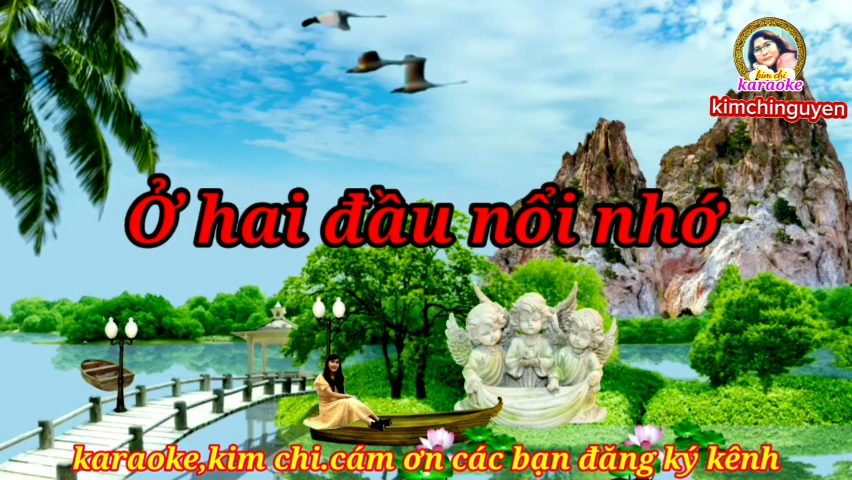 kim chi
karaoke
kimchinguyen
Ở hai đầu nổi nhớ
karaoke,kim chi.cám ơn các bạn đăng ký kênh